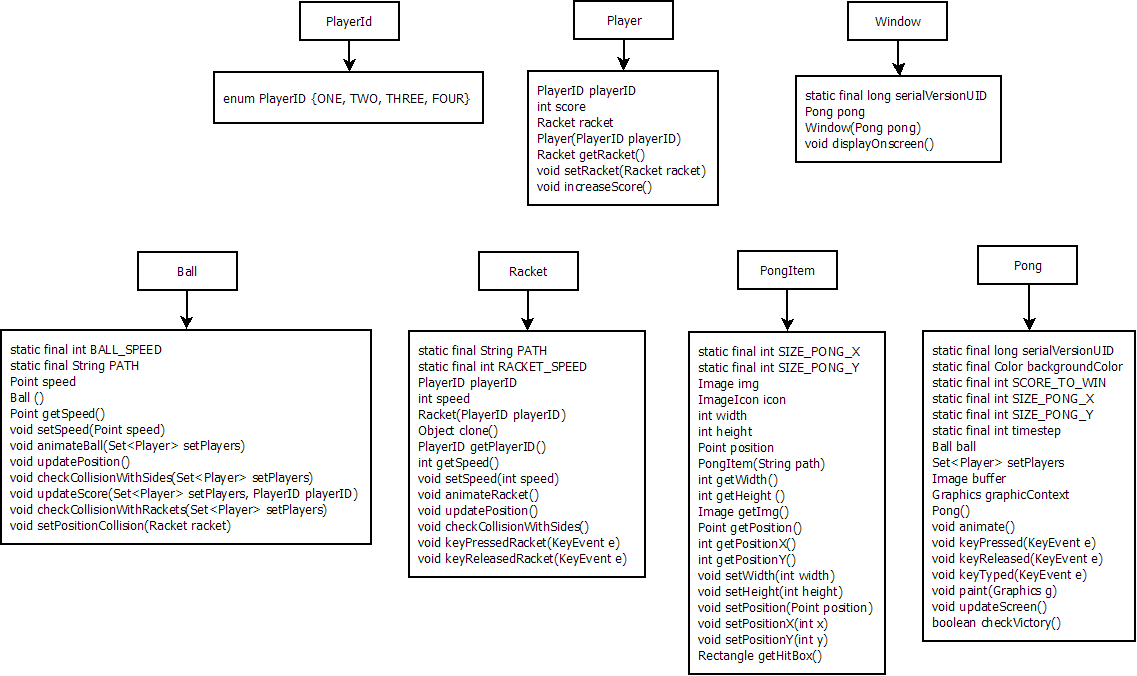 PlayerId
enum PlayerID {ONE, TWO, THREE, FOUR}
Player
PlayerID playerID
int score
Racket racket
Player(PlayerID playerID)
Racket getRacket()
void setRacket(Racket racket)
void increaseScore()
Window
static final long serialVersionUID
Pong pong
Window(Pong pong)
void displayOnscreen()
Ball
static final int BALL_SPEED
static final String PATH
Point speed
Ball ()
Point getSpeed()
void setSpeed(Point speed)
void animateBall(Set<Player> setPlayers)
void updatePosition()
void checkCollisionWithSides(Set<Player> setPlayers)
void updateScore(Set<Player> setPlayers, PlayerID playerID)
void checkCollisionWithRackets(Set<Player> setPlayers)
void setPositionCollision(Racket racket)
Racket
static final String PATH
static final int RACKET_SPEED
PlayerID playerID
int speed
Racket(PlayerID playerID)
Object clone()
PlayerID getPlayerID()
int getSpeed()
void setSpeed(int speed)
void animateRacket()
void updatePosition()
void checkCollisionWithSides()
void keyPressedRacket(KeyEvent e)
void keyReleasedRacket(KeyEvent e)
PongItem
static final int SIZE_PONG_X
static final int SIZE_PONG_Y
Image img
ImageIcon icon
int width
int height
Point position
PongItem(String path)
int getWidth()
int getHeight ()
Image getImg()
Point getPosition()
int getPositionX()
int getPositionY()
void setWidth(int width)
void setHeight(int height)
void setPosition(Point position)
void setPositionX(int x)
void setPositionY(int y)
Rectangle getHitBox()
Pong
static final long serialVersionUID
static final Color backgroundColor
static final int SCORE_TO_WIN
static final int SIZE_PONG_X
static final int SIZE_PONG_Y
static final int timestep
Ball ball
Set<Player> setPlayers
Image buffer
Graphics graphicContext
Pong()
void animate()
void keyPressed(KeyEvent e)
void keyReleased(KeyEvent e)
void keyTyped(KeyEvent e)
void paint(Graphics g)
void updateScreen()
boolean checkVictory()